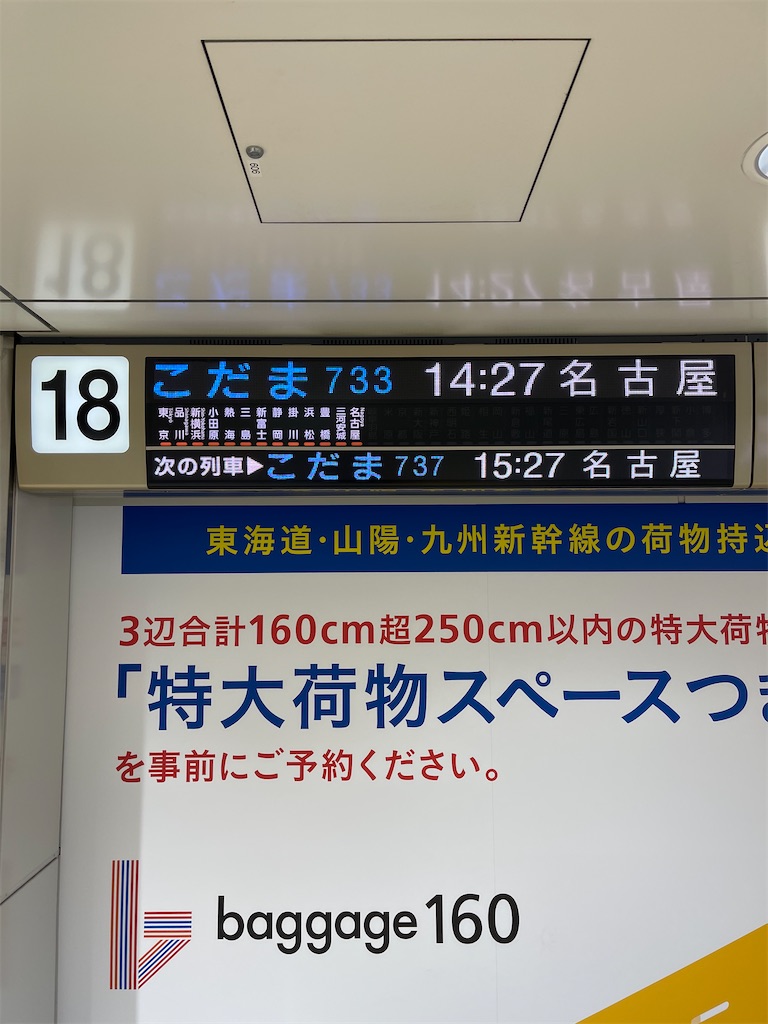 606
18
こだま 733 14:27 名古屋
東京 品川 新横浜 小田原 熱海 三島 新富士 静岡 掛川 浜松 豊橋 三河安城 名古屋
次の列車▶こだま 737 15:27 名古屋
東海道・山陽・九州新幹線の荷物持込
3辺合計160cm超250cm以内の特大荷物
「特大荷物スペースつき
を事前にご予約ください。
baggage160